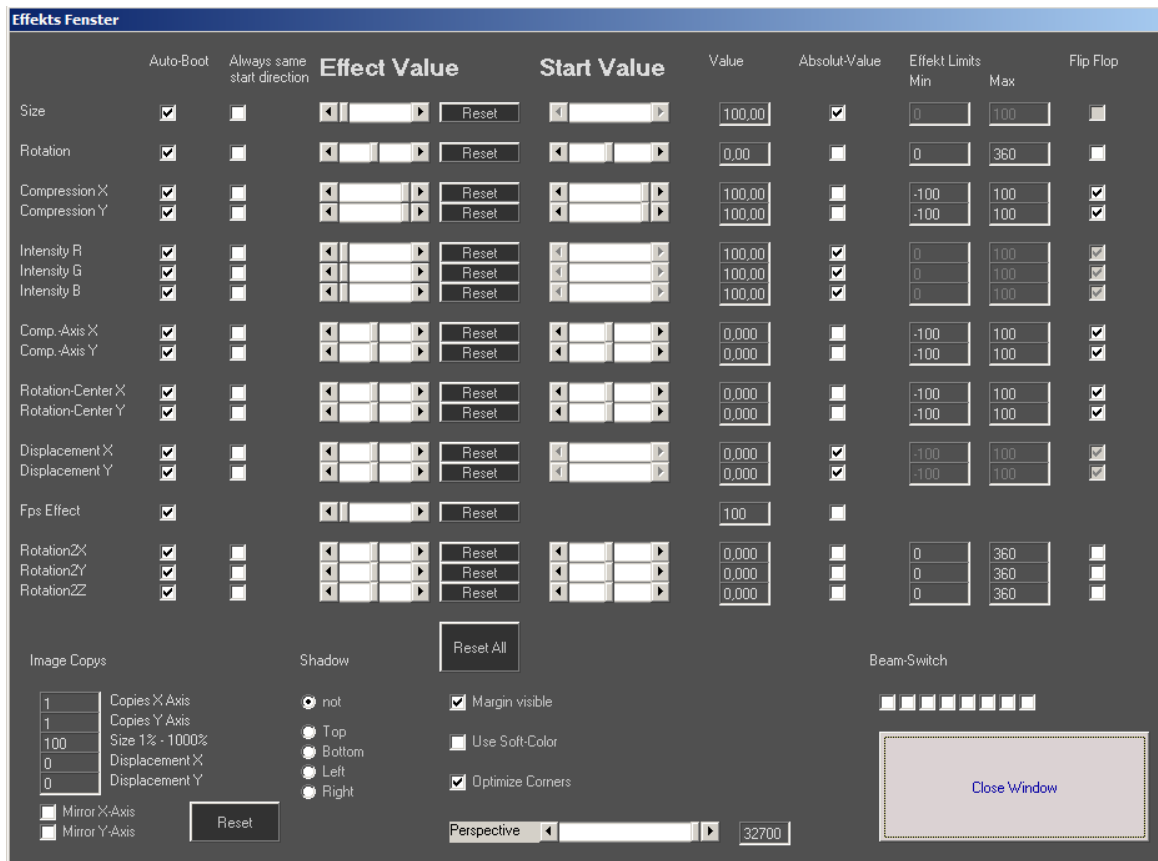 Effekts Fenster
Auto-Boot Always same start direction Effect Value Start Value Value Absolut-Value Effekt Limits Min Max Flip Flop
Size Reset 100,00 0 100
Rotation Reset 0,00 0 360
Compression X Reset 100,00 -100 100
Compression Y Reset 100,00 -100 100
Intensity R Reset 100,00 0 100
Intensity G Reset 100,00 0 100
Intensity B Reset 100,00 0 100
Comp.-Axis X Reset 0,000 -100 100
Comp.-Axis Y Reset 0,000 -100 100
Rotation-Center X Reset 0,000 -100 100
Rotation-Center Y Reset 0,000 -100 100
Displacement X Reset 0,000 -100 100
Displacement Y Reset 0,000 -100 100
Fps Effect Reset 100
Rotation2X Reset 0,000 0 360
Rotation2Y Reset 0,000 0 360
Rotation2Z Reset 0,000 0 360
Reset All
Image Copys
1 Copies X Axis
1 Copies Y Axis
100 Size 1% - 1000%
0 Displacement X
0 Displacement Y
Mirror X-Axis
Mirror Y-Axis
Reset
Shadow
not
Top
Bottom
Left
Right
Margin visible
Use Soft-Color
Optimize Corners
Perspective 32700
Beam-Switch
Close Window